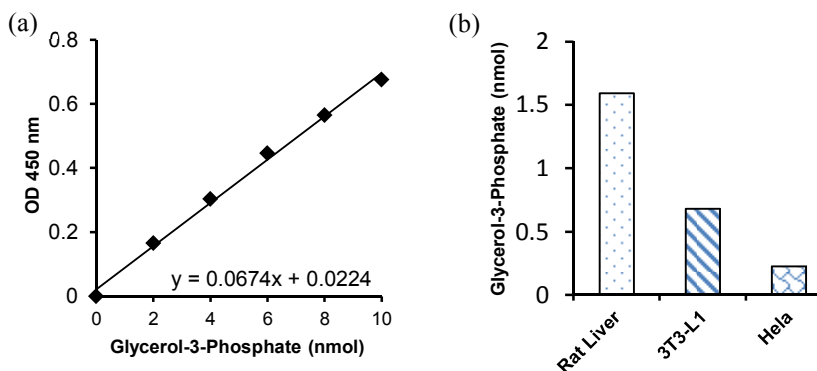 (a)
0.8
0.6
0.4
0.2
0
OD 450 nm
y = 0.0674x + 0.0224
0 2 4 6 8 10
Glycerol-3-Phosphate (nmol)
(b)
2
1.5
1
0.5
0
Glycerol-3-Phosphate (nmol)
Rat Liver
3T3-L1
Hela